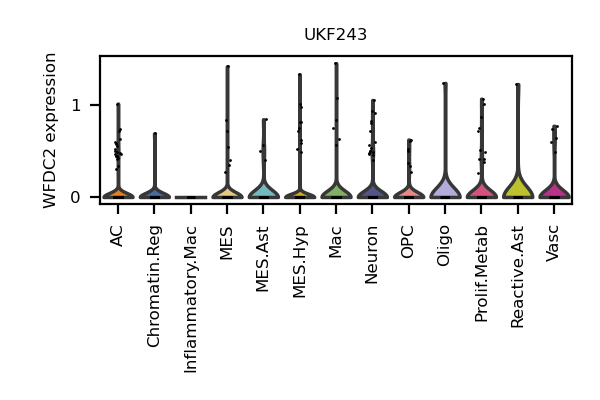 UKF243
WFDC2 expression
1
0
AC
Chromatin.Reg
Inflammatory.Mac
MES
MES.Ast
MES.Hyp
Mac
Neuron
OPC
Oligo
Prolif.Metab
Reactive.Ast
Vasc